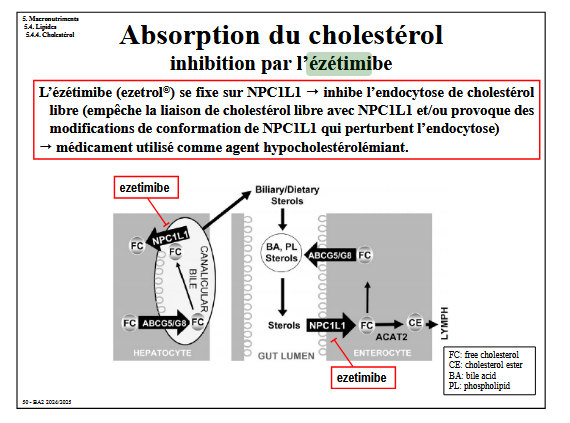 5. Macronutriments
5.4. Lipides
5.4.4. Cholestérol
Absorption du cholestérol
inhibition par l’ézétimibe
L’ézétimibe (ezetrol®) se fixe sur NPC1L1 → inhibe l’endocytose de cholestérol
libre (empêche la liaison de cholestérol libre avec NPC1L1 et/ou provoque des
modifications de conformation de NPC1L1 qui perturbent l’endocytose)
→ médicament utilisé comme agent hypocholestérolémiant.
ezetimibe
Biliary/Dietary
Sterols
NPC1L1
FC
FC
CANALICULAR
BILE
BA, PL
Sterols
ABCG5/G8
FC
FC
ABCG5/G8
FC
Sterols
NPC1L1
FC
ACAT2
CE
LYMPH
HEPATOCYTE
GUT LUMEN
ENTEROCYTE
ezetimibe
FC: free cholesterol
CE: cholesterol ester
BA: bile acid
PL: phospholipid
50 - BA2 2024/2025